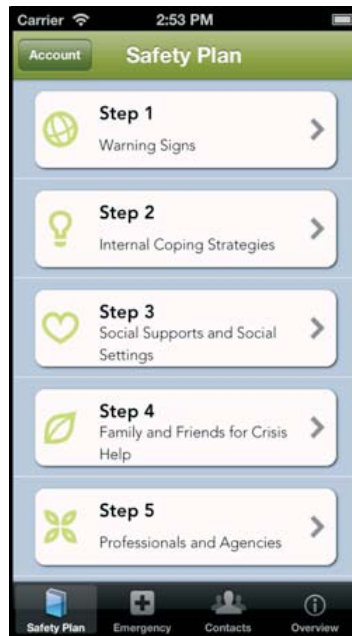 Carrier 2:53 PM
Account Safety Plan
Step 1
Warning Signs
Step 2
Internal Coping Strategies
Step 3
Social Supports and Social
Settings
Step 4
Family and Friends for Crisis
Help
Step 5
Professionals and Agencies
Safety Plan Emergency Contacts Overview